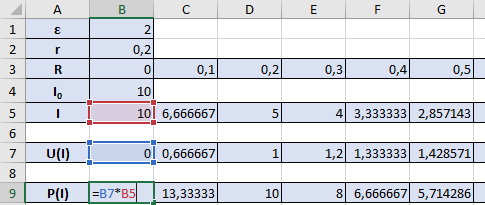 A B C D E F G
1 ε 2
2 r 0,2
3 R 0 0,1 0,2 0,3 0,4 0,5
4 I₀ 10
5 I 10 6,666667 5 4 3,333333 2,857143
6
7 U(I) 0 0,666667 1 1,2 1,333333 1,428571
8
9 P(I) =B7*B5 13,33333 10 8 6,666667 5,714286